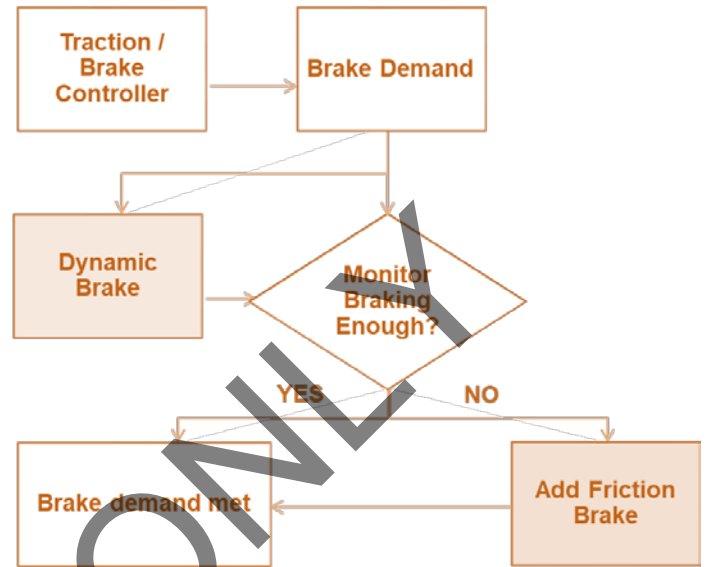 Traction /
Brake
Controller
Brake Demand
Dynamic
Brake
Monitor
Braking
Enough?
YES
NO
Brake demand met
Add Friction
Brake
ONLY